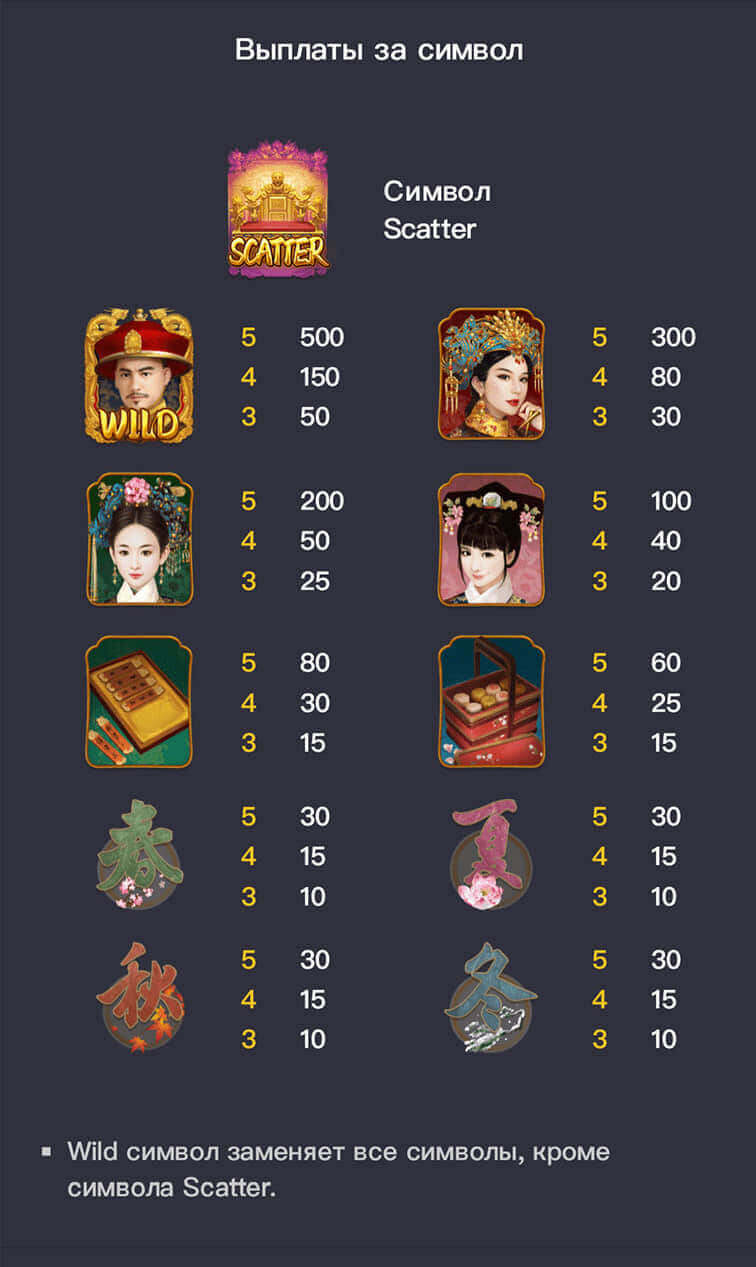 Выплаты за символ
SCATTER
Символ
Scatter
WILD
5 500
4 150
3 50
5 300
4 80
3 30
5 200
4 50
3 25
5 100
4 40
3 20
5 80
4 30
3 15
5 60
4 25
3 15
春
5 30
4 15
3 10
夏
5 30
4 15
3 10
秋
5 30
4 15
3 10
冬
5 30
4 15
3 10
▪ Wild символ заменяет все символы, кроме
символа Scatter.